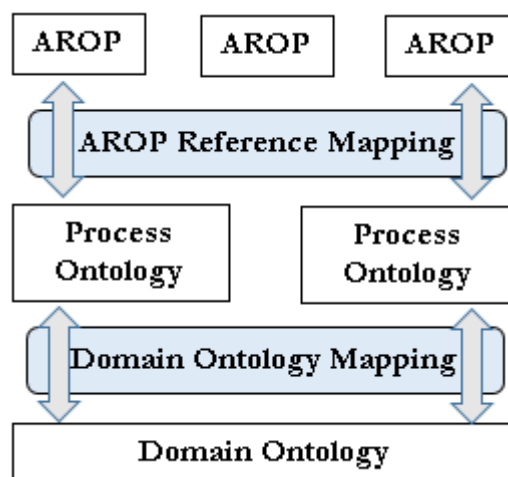 AROP AROP AROP
AROP Reference Mapping
Process Process
Ontology Ontology
Domain Ontology Mapping
Domain Ontology